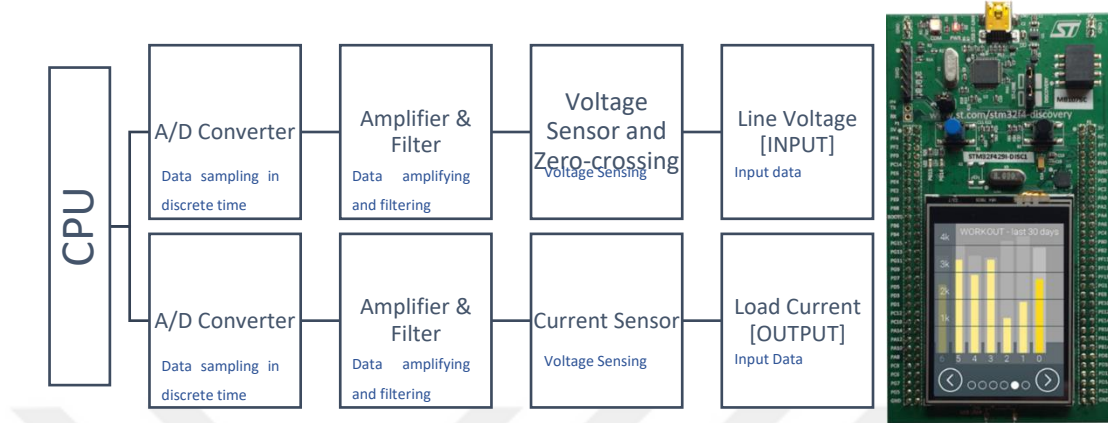 CPU
A/D Converter
Data sampling in
discrete time
Amplifier &
Filter
Data amplifying
and filtering
Voltage
Sensor and
Zero-crossing
Voltage Sensing
Line Voltage
[INPUT]
Input data
A/D Converter
Data sampling in
discrete time
Amplifier &
Filter
Data amplifying
and filtering
Current Sensor
Voltage Sensing
Load Current
[OUTPUT]
Input Data
COM
PWR
ST
MB1075C
www.st.com/stm32f4-discovery
STM32F429I-DISC1
WORKOUT - last 30 days
4k
3k
2k
1k
6 5 4 3 2 1 0